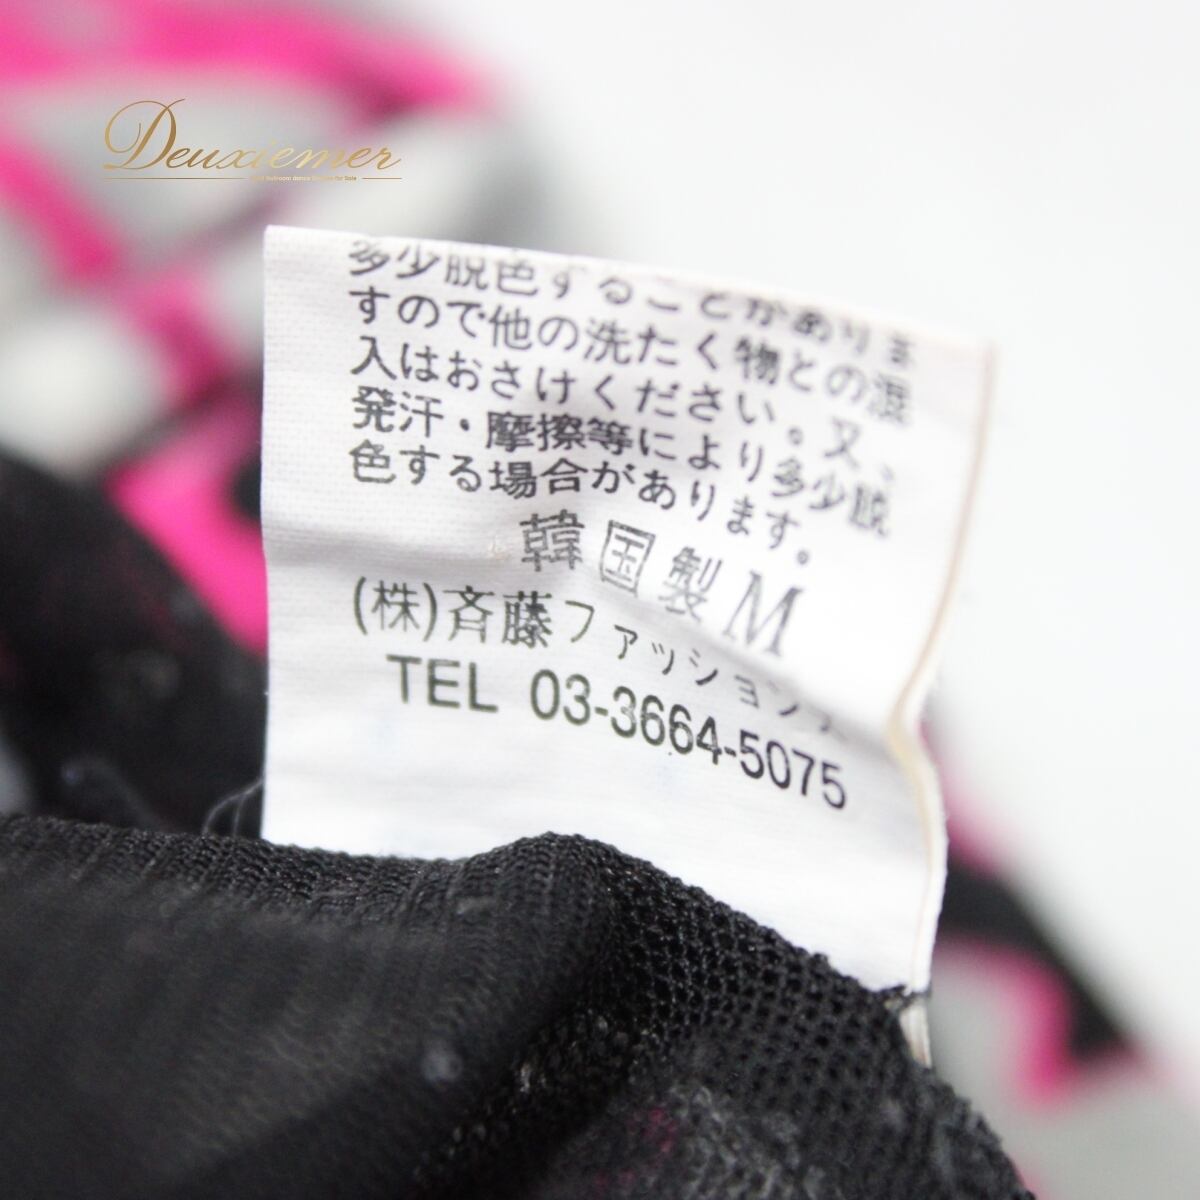 Deuxiemer
多少脱色することがありま
すので他の洗たく物との混
入はおさけください。又、
発汗・摩擦等により多少脱
色する場合があります。
韓国製 M
(株)斉藤ファッション
TEL 03-3664-5075